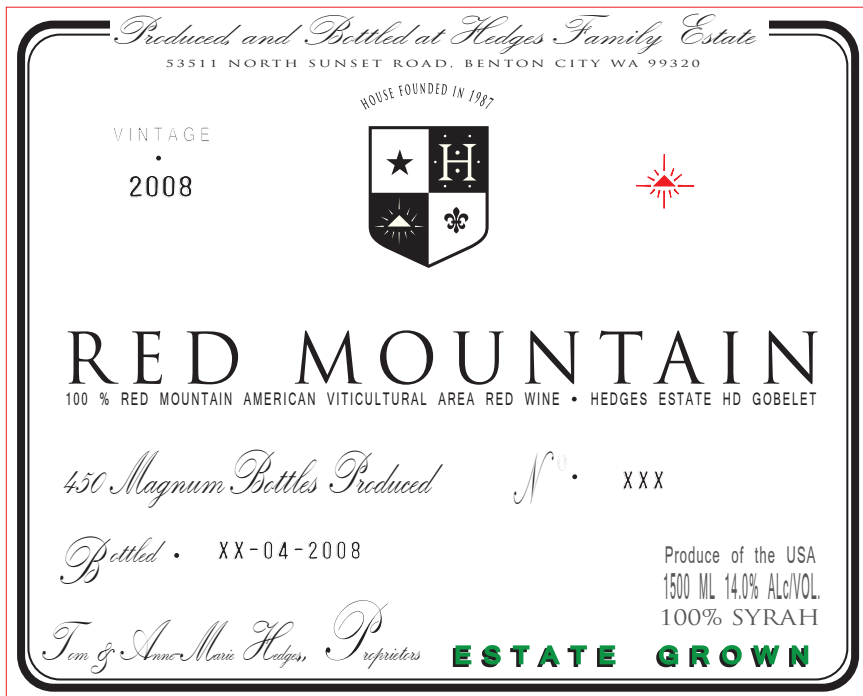 Produced, and Bottled at Hedges Family Estate
53511 NORTH SUNSET ROAD, BENTON CITY WA 99320
HOUSE FOUNDED IN 1987
VINTAGE
•
2008
H
RED MOUNTAIN
100 % RED MOUNTAIN AMERICAN VITICULTURAL AREA RED WINE • HEDGES ESTATE HD GOBELET
450 Magnum Bottles Produced Nº. XXX
Bottled • XX-04-2008
Produce of the USA
1500 ML 14.0% ALc/VOL.
100% SYRAH
Tom & Anne-Marie Hedges, Proprietors
ESTATE GROWN